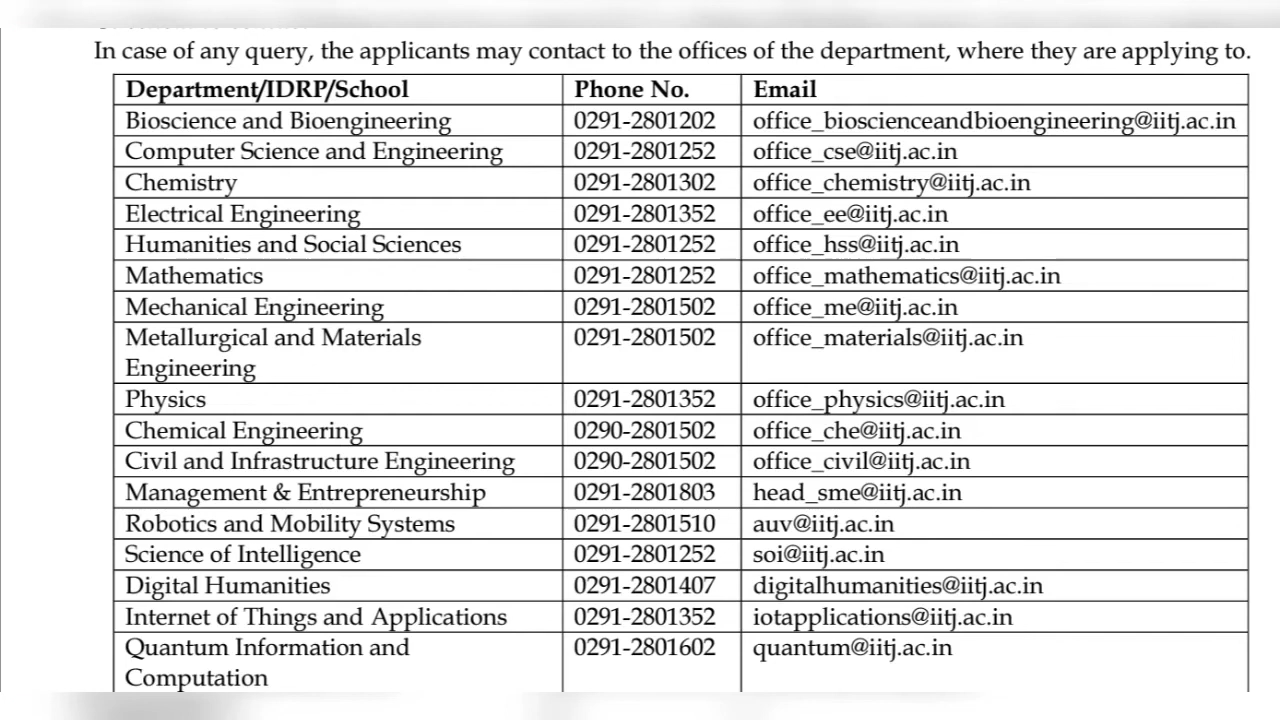 In case of any query, the applicants may contact to the offices of the department, where they are applying to.
Department/IDRP/School Phone No. Email
Bioscience and Bioengineering 0291-2801202 office_bioscienceandbioengineering@iitj.ac.in
Computer Science and Engineering 0291-2801252 office_cse@iitj.ac.in
Chemistry 0291-2801302 office_chemistry@iitj.ac.in
Electrical Engineering 0291-2801352 office_ee@iitj.ac.in
Humanities and Social Sciences 0291-2801252 office_hss@iitj.ac.in
Mathematics 0291-2801252 office_mathematics@iitj.ac.in
Mechanical Engineering 0291-2801502 office_me@iitj.ac.in
Metallurgical and Materials 0291-2801502 office_materials@iitj.ac.in
Engineering
Physics 0291-2801352 office_physics@iitj.ac.in
Chemical Engineering 0290-2801502 office_che@iitj.ac.in
Civil and Infrastructure Engineering 0290-2801502 office_civil@iitj.ac.in
Management & Entrepreneurship 0291-2801803 head_sme@iitj.ac.in
Robotics and Mobility Systems 0291-2801510 auv@iitj.ac.in
Science of Intelligence 0291-2801252 soi@iitj.ac.in
Digital Humanities 0291-2801407 digitalhumanities@iitj.ac.in
Internet of Things and Applications 0291-2801352 iotapplications@iitj.ac.in
Quantum Information and 0291-2801602 quantum@iitj.ac.in
Computation